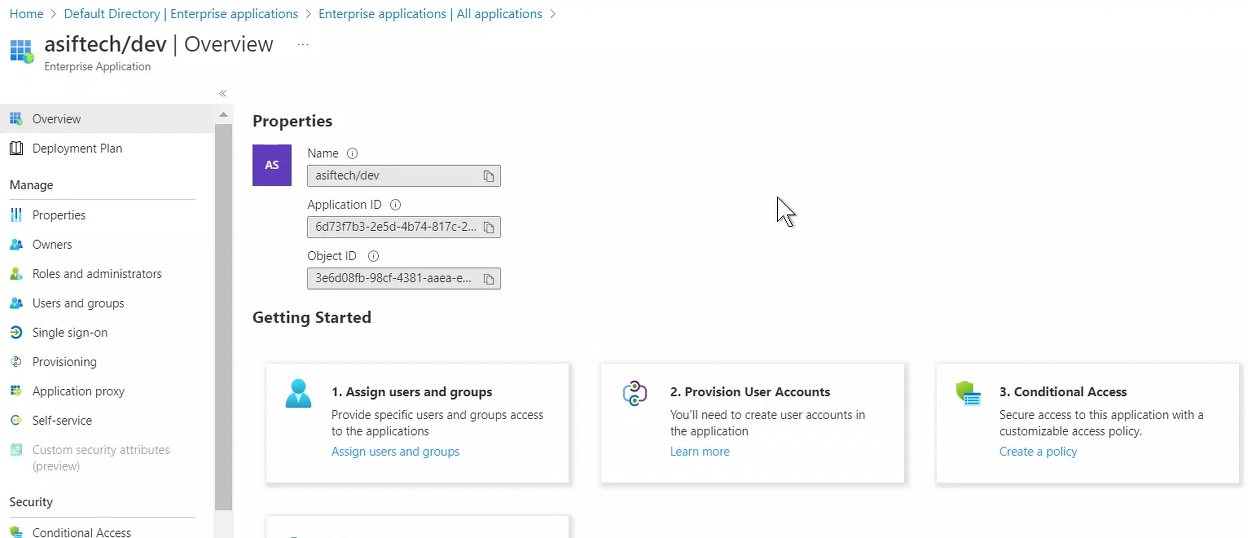 Home > Default Directory | Enterprise applications > Enterprise applications | All applications >
asiftech/dev | Overview ...
Enterprise Application
«
Overview
Deployment Plan
Manage
Properties
Owners
Roles and administrators
Users and groups
Single sign-on
Provisioning
Application proxy
Self-service
Custom security attributes
(preview)
Security
Conditional Access
Properties
AS
Name
asiftech/dev
Application ID
6d73f7b3-2e5d-4b74-817c-2...
Object ID
3e6d08fb-98cf-4381-aaea-e...
Getting Started
1. Assign users and groups
Provide specific users and groups access
to the applications
Assign users and groups
2. Provision User Accounts
You'll need to create user accounts in
the application
Learn more
3. Conditional Access
Secure access to this application with a
customizable access policy.
Create a policy